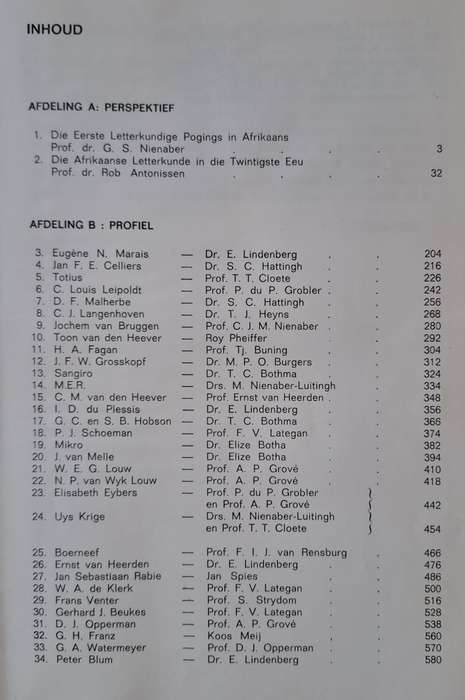 INHOUD
AFDELING A: PERSPEKTIEF
1. Die Eerste Letterkundige Pogings in Afrikaans
Prof. dr. G. S. Nienaber . . . . 3
2. Die Afrikaanse Letterkunde in die Twintigste Eeu
Prof. dr. Rob Antonissen . . . . 32
AFDELING B : PROFIEL
3. Eugène N. Marais — Dr. E. Lindenberg . . 204
4. Jan F. E. Celliers — Dr. S. C. Hattingh . . 216
5. Totius — Prof. T. T. Cloete . . 226
6. C. Louis Leipoldt — Prof. P. du P. Grobler . . 242
7. D. F. Malherbe — Dr. S. C. Hattingh . . 256
8. C. J. Langenhoven — Dr. T. J. Heyns . . 268
9. Jochem van Bruggen — Prof. C. J. M. Nienaber . . 280
10. Toon van den Heever — Roy Pheiffer . . 292
11. H. A. Fagan — Prof. Tj. Buning . . 304
12. J. F. W. Grosskopf — Dr. M. P. O. Burgers . . 312
13. Sangiro — Dr. T. C. Bothma . . 324
14. M.E.R. — Drs. M. Nienaber-Luitingh . 334
15. C. M. van den Heever — Prof. Ernst van Heerden . . 348
16. I. D. du Plessis — Dr. E. Lindenberg . . 356
17. G. C. en S. B. Hobson — Dr. T. C. Bothma . . 366
18. P. J. Schoeman — Prof. F. V. Lategan . . 374
19. Mikro — Dr. Elize Botha . . 382
20. J. van Melle — Dr. Elize Botha . . 394
21. W. E. G. Louw — Prof. A. P. Grové . . 410
22. N. P. van Wyk Louw — Prof. A. P. Grové . . 418
23. Elisabeth Eybers — Prof. P. du P. Grobler
en Prof. A. P. Grové . 442
24. Uys Krige — Drs. M. Nienaber-Luitingh
en Prof. T. T. Cloete 454
25. Boerneef — Prof. F. I. J. van Rensburg . 466
26. Ernst van Heerden — Dr. E. Lindenberg . . 476
27. Jan Sebastiaan Rabie — Jan Spies . . 486
28. W. A. de Klerk — Prof. F. V. Lategan . . 500
29. Frans Venter — Prof. S. Strydom . . 516
30. Gerhard J. Beukes — Prof. F. V. Lategan . . 528
31. D. J. Opperman — Prof. A. P. Grové . . 538
32. G. H. Franz — Koos Meij . . 560
33. G. A. Watermeyer — Prof. D. J. Opperman . . 570
34. Peter Blum — Dr. E. Lindenberg . . 580